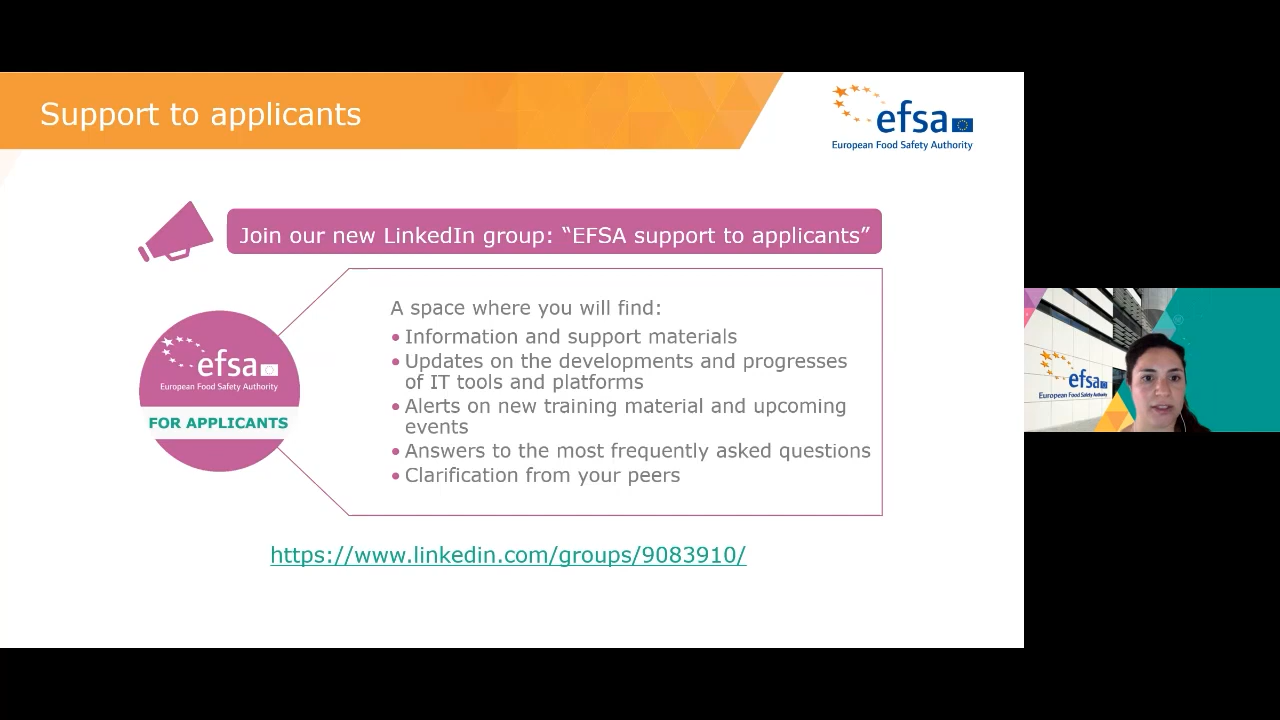 Support to applicants
efsa
European Food Safety Authority
Join our new LinkedIn group: “EFSA support to applicants”
A space where you will find:
• Information and support materials
• Updates on the developments and progresses
of IT tools and platforms
• Alerts on new training material and upcoming
events
• Answers to the most frequently asked questions
• Clarification from your peers
efsa
European Food Safety Authority
FOR APPLICANTS
https://www.linkedin.com/groups/9083910/
efsa
European Food Safety Authority